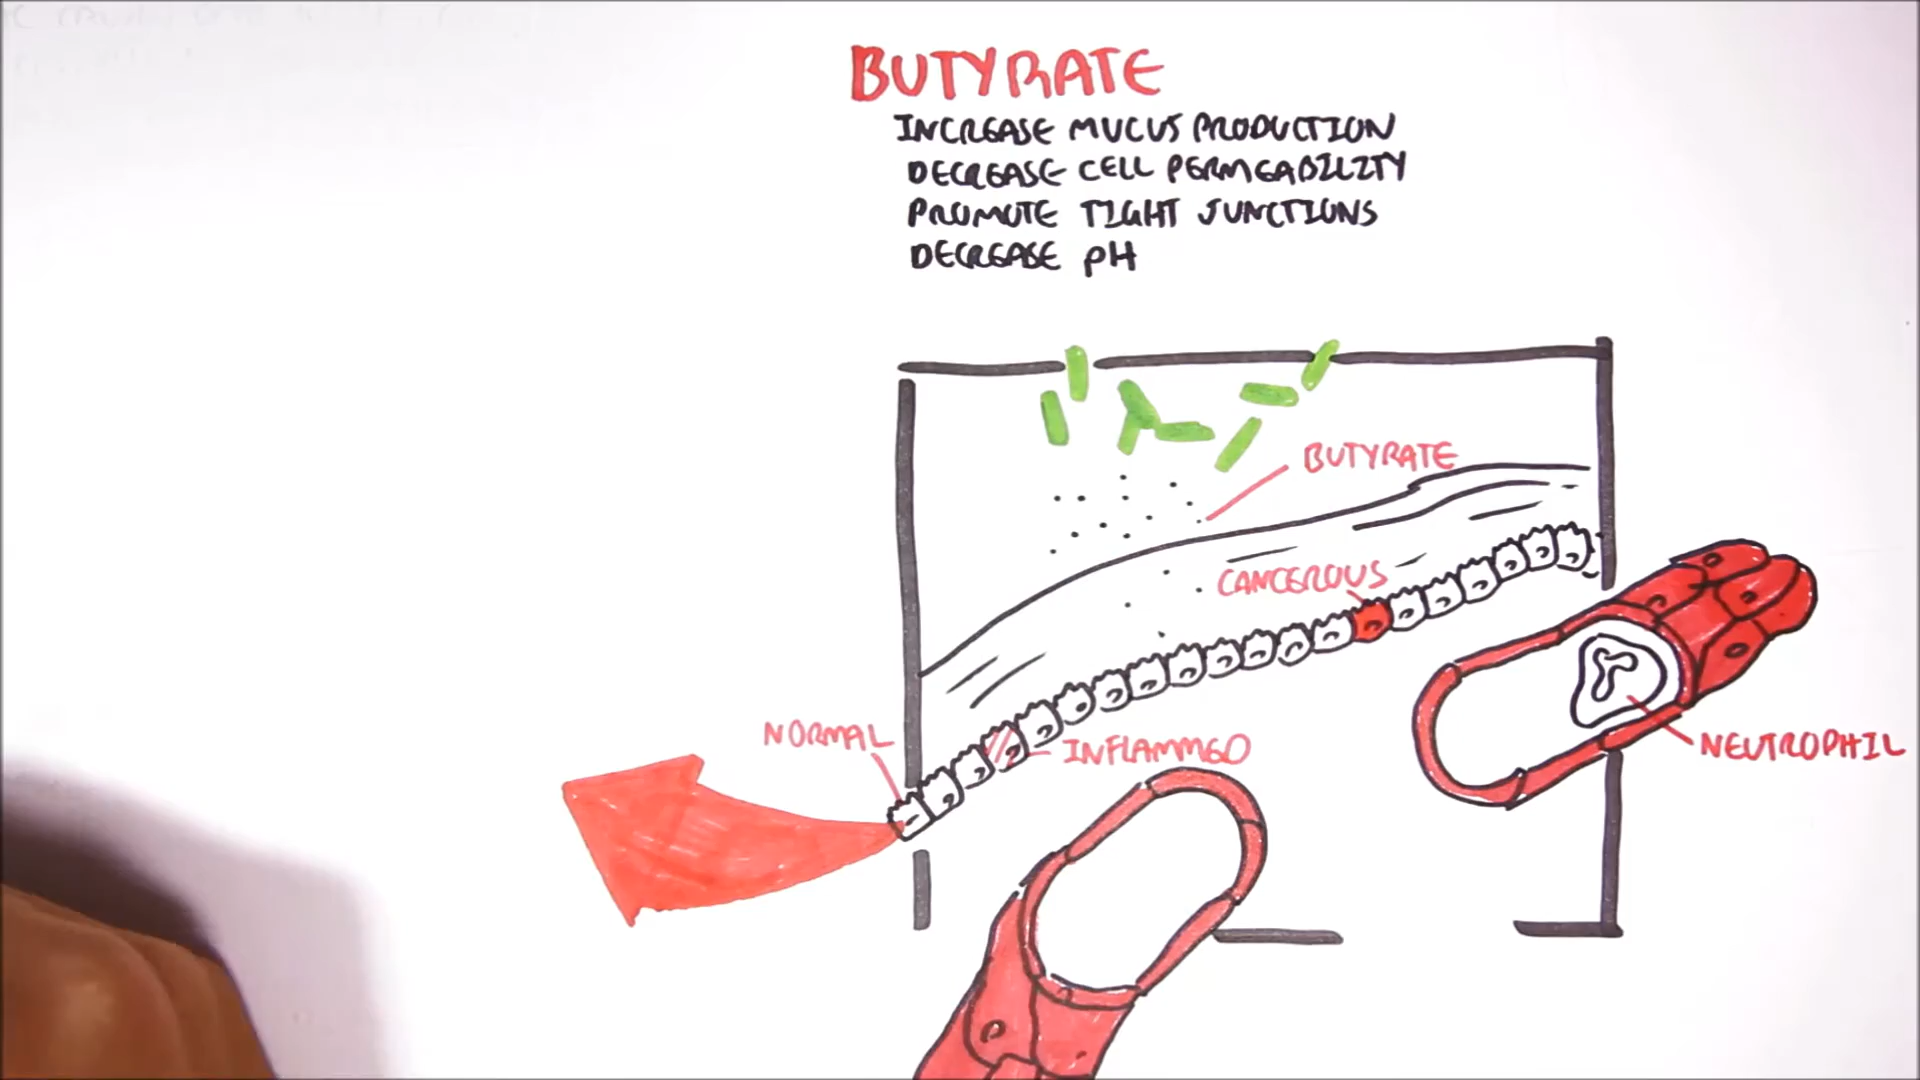 BUTYRATE
INCREASE MUCUS PRODUCTION
DECREASE CELL PERMEABILITY
PROMOTE TIGHT JUNCTIONS
DECREASE pH
BUTYRATE
CANCEROUS
NORMAL
INFLAMMED
NEUTROPHIL